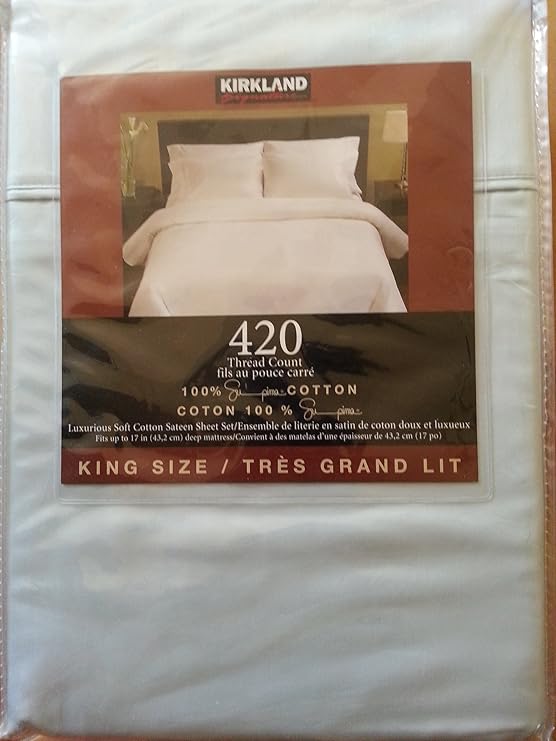 KIRKLAND
Signature
420
Thread Count
fils au pouce carré
100% Supima COTTON
COTON 100 % Supima
Luxurious Soft Cotton Sateen Sheet Set/Ensemble de literie en satin de coton doux et luxueux
Fits up to 17 in (43,2 cm) deep mattress/Convient à des matelas d'une épaisseur de 43,2 cm (17 po)
KING SIZE / TRÈS GRAND LIT